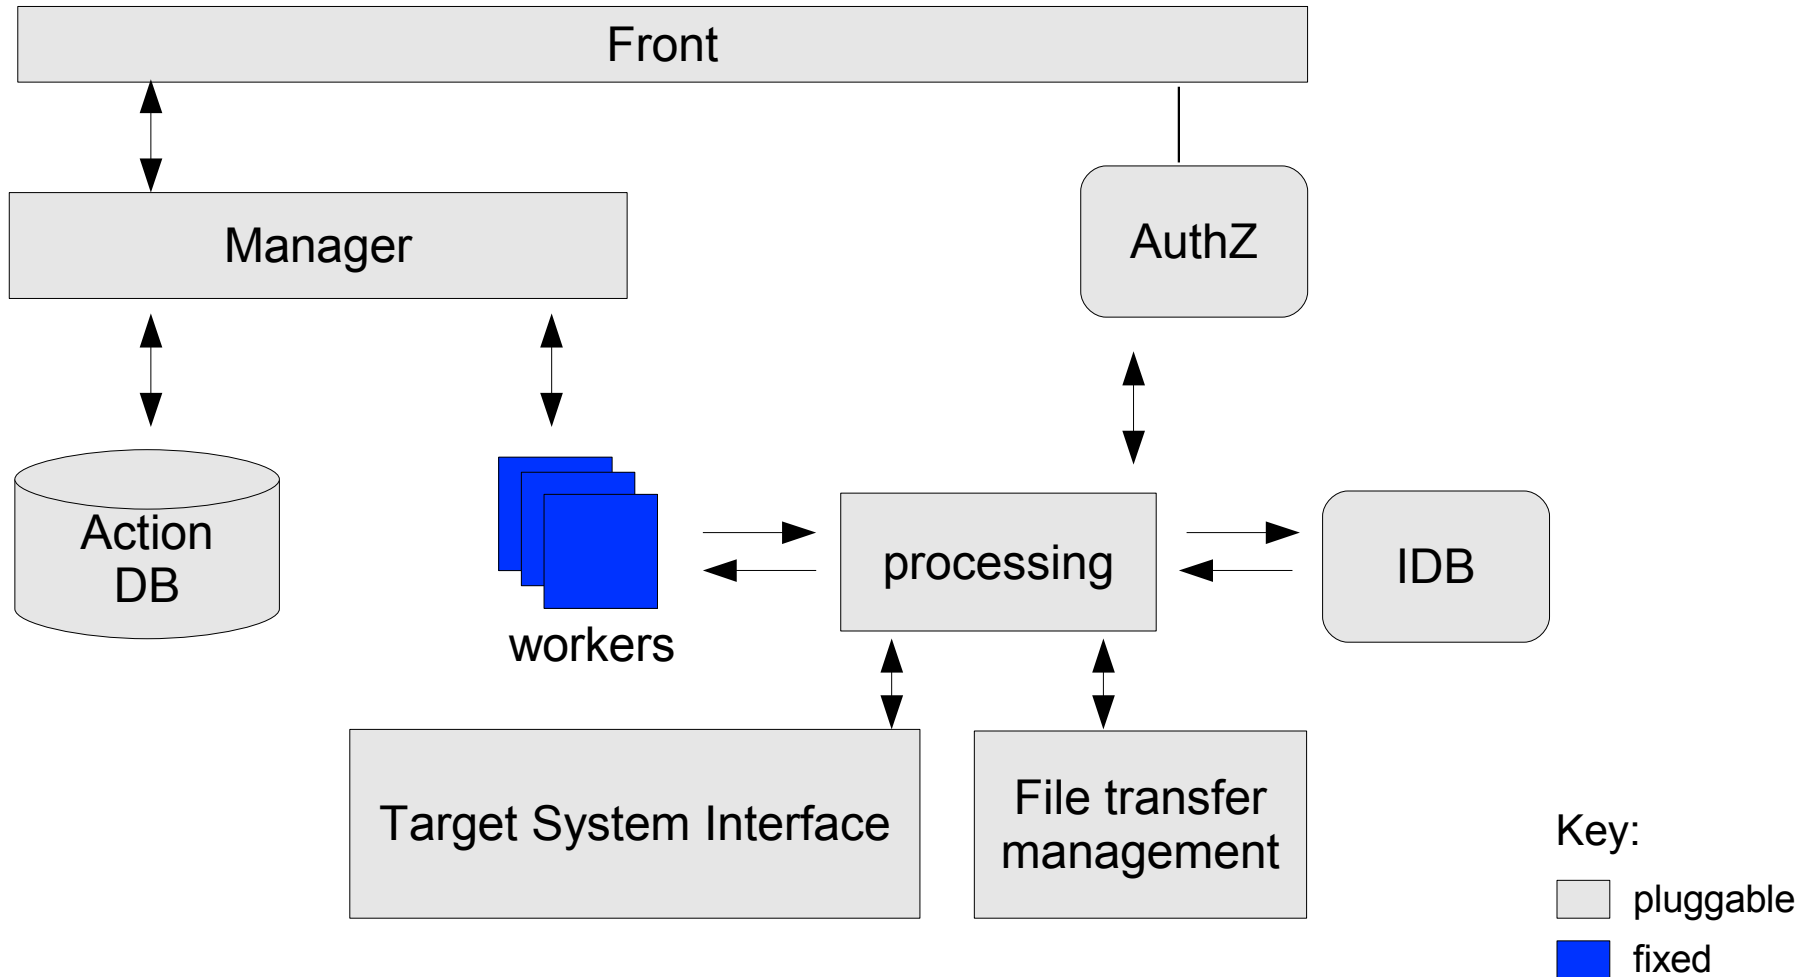 Front
Manager
AuthZ
Action
DB
workers
processing
IDB
Target System Interface
File transfer
management
Key:
pluggable
fixed